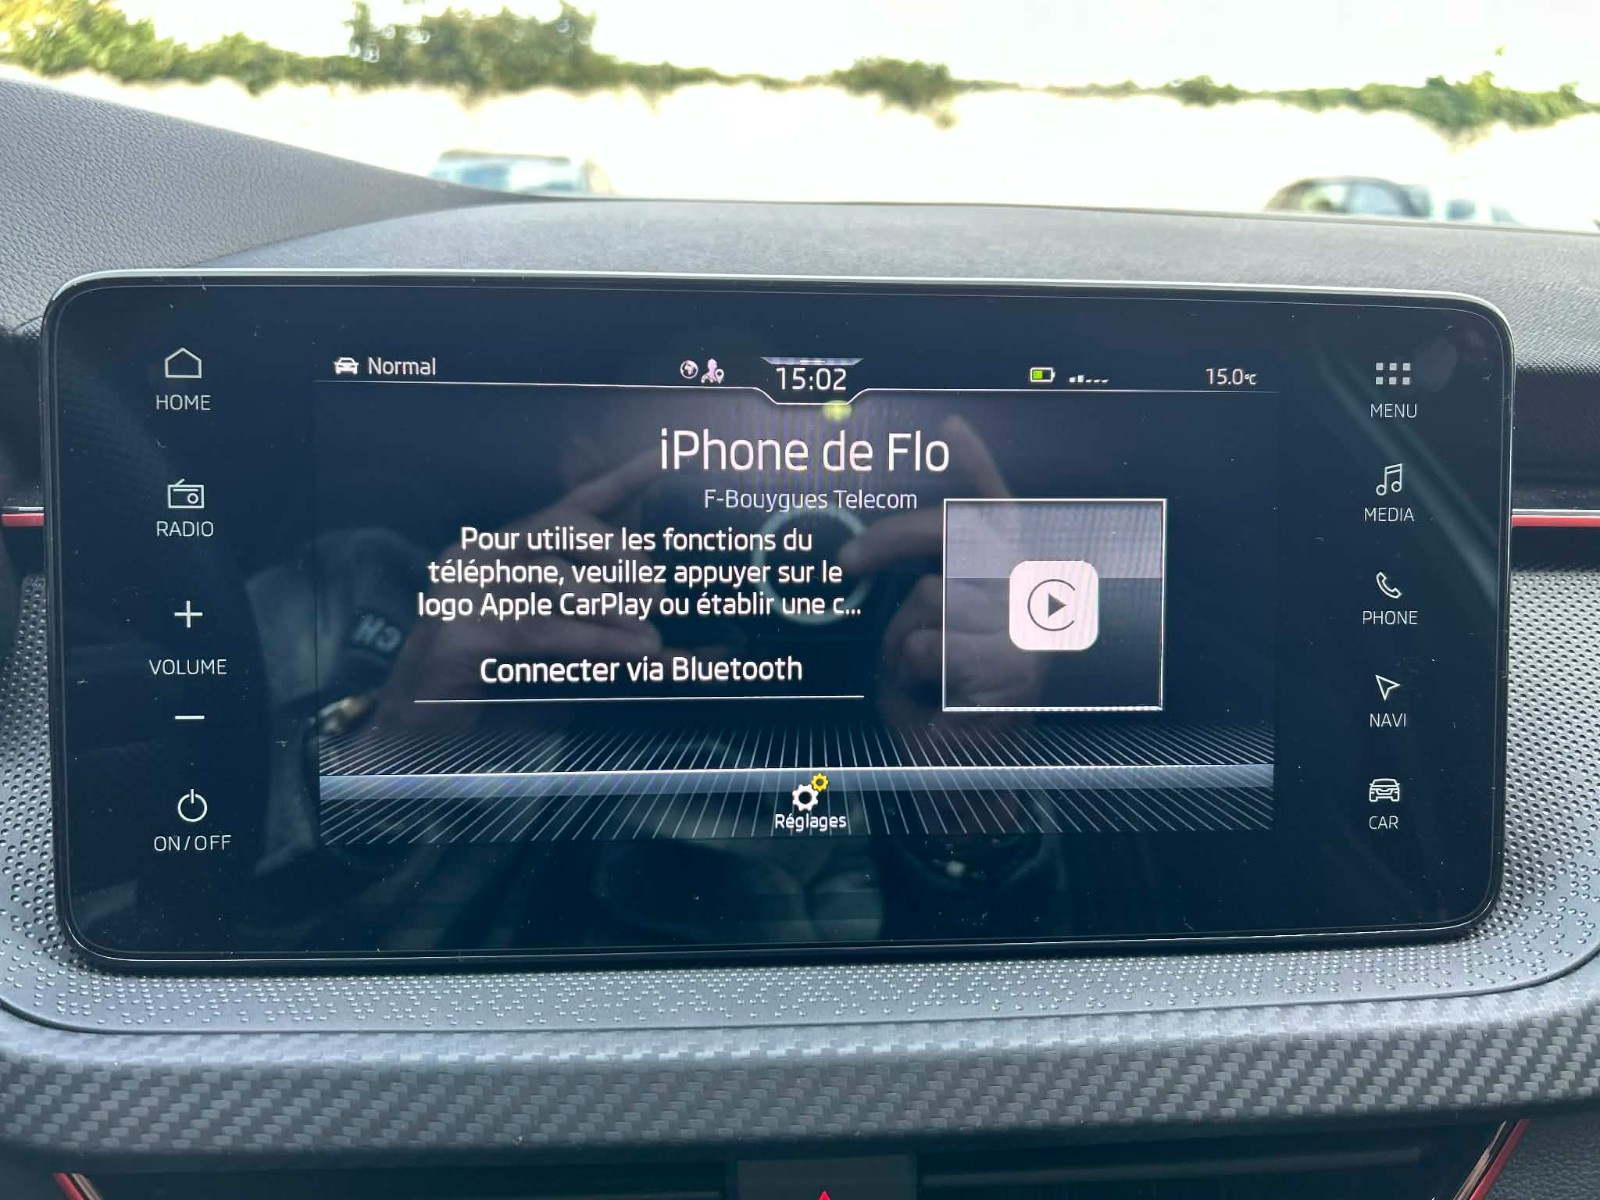 HOME
RADIO
+
VOLUME
−
ON/OFF
Normal
15:02
15.0°C
iPhone de Flo
F-Bouygues Telecom
Pour utiliser les fonctions du
téléphone, veuillez appuyer sur le
logo Apple CarPlay ou établir une c...
Connecter via Bluetooth
Réglages
MENU
MEDIA
PHONE
NAVI
CAR